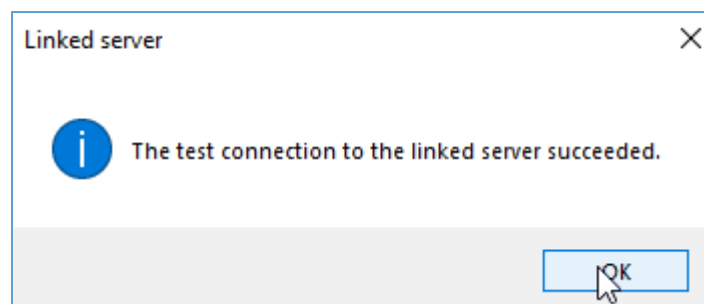 Linked server
The test connection to the linked server succeeded.
OK